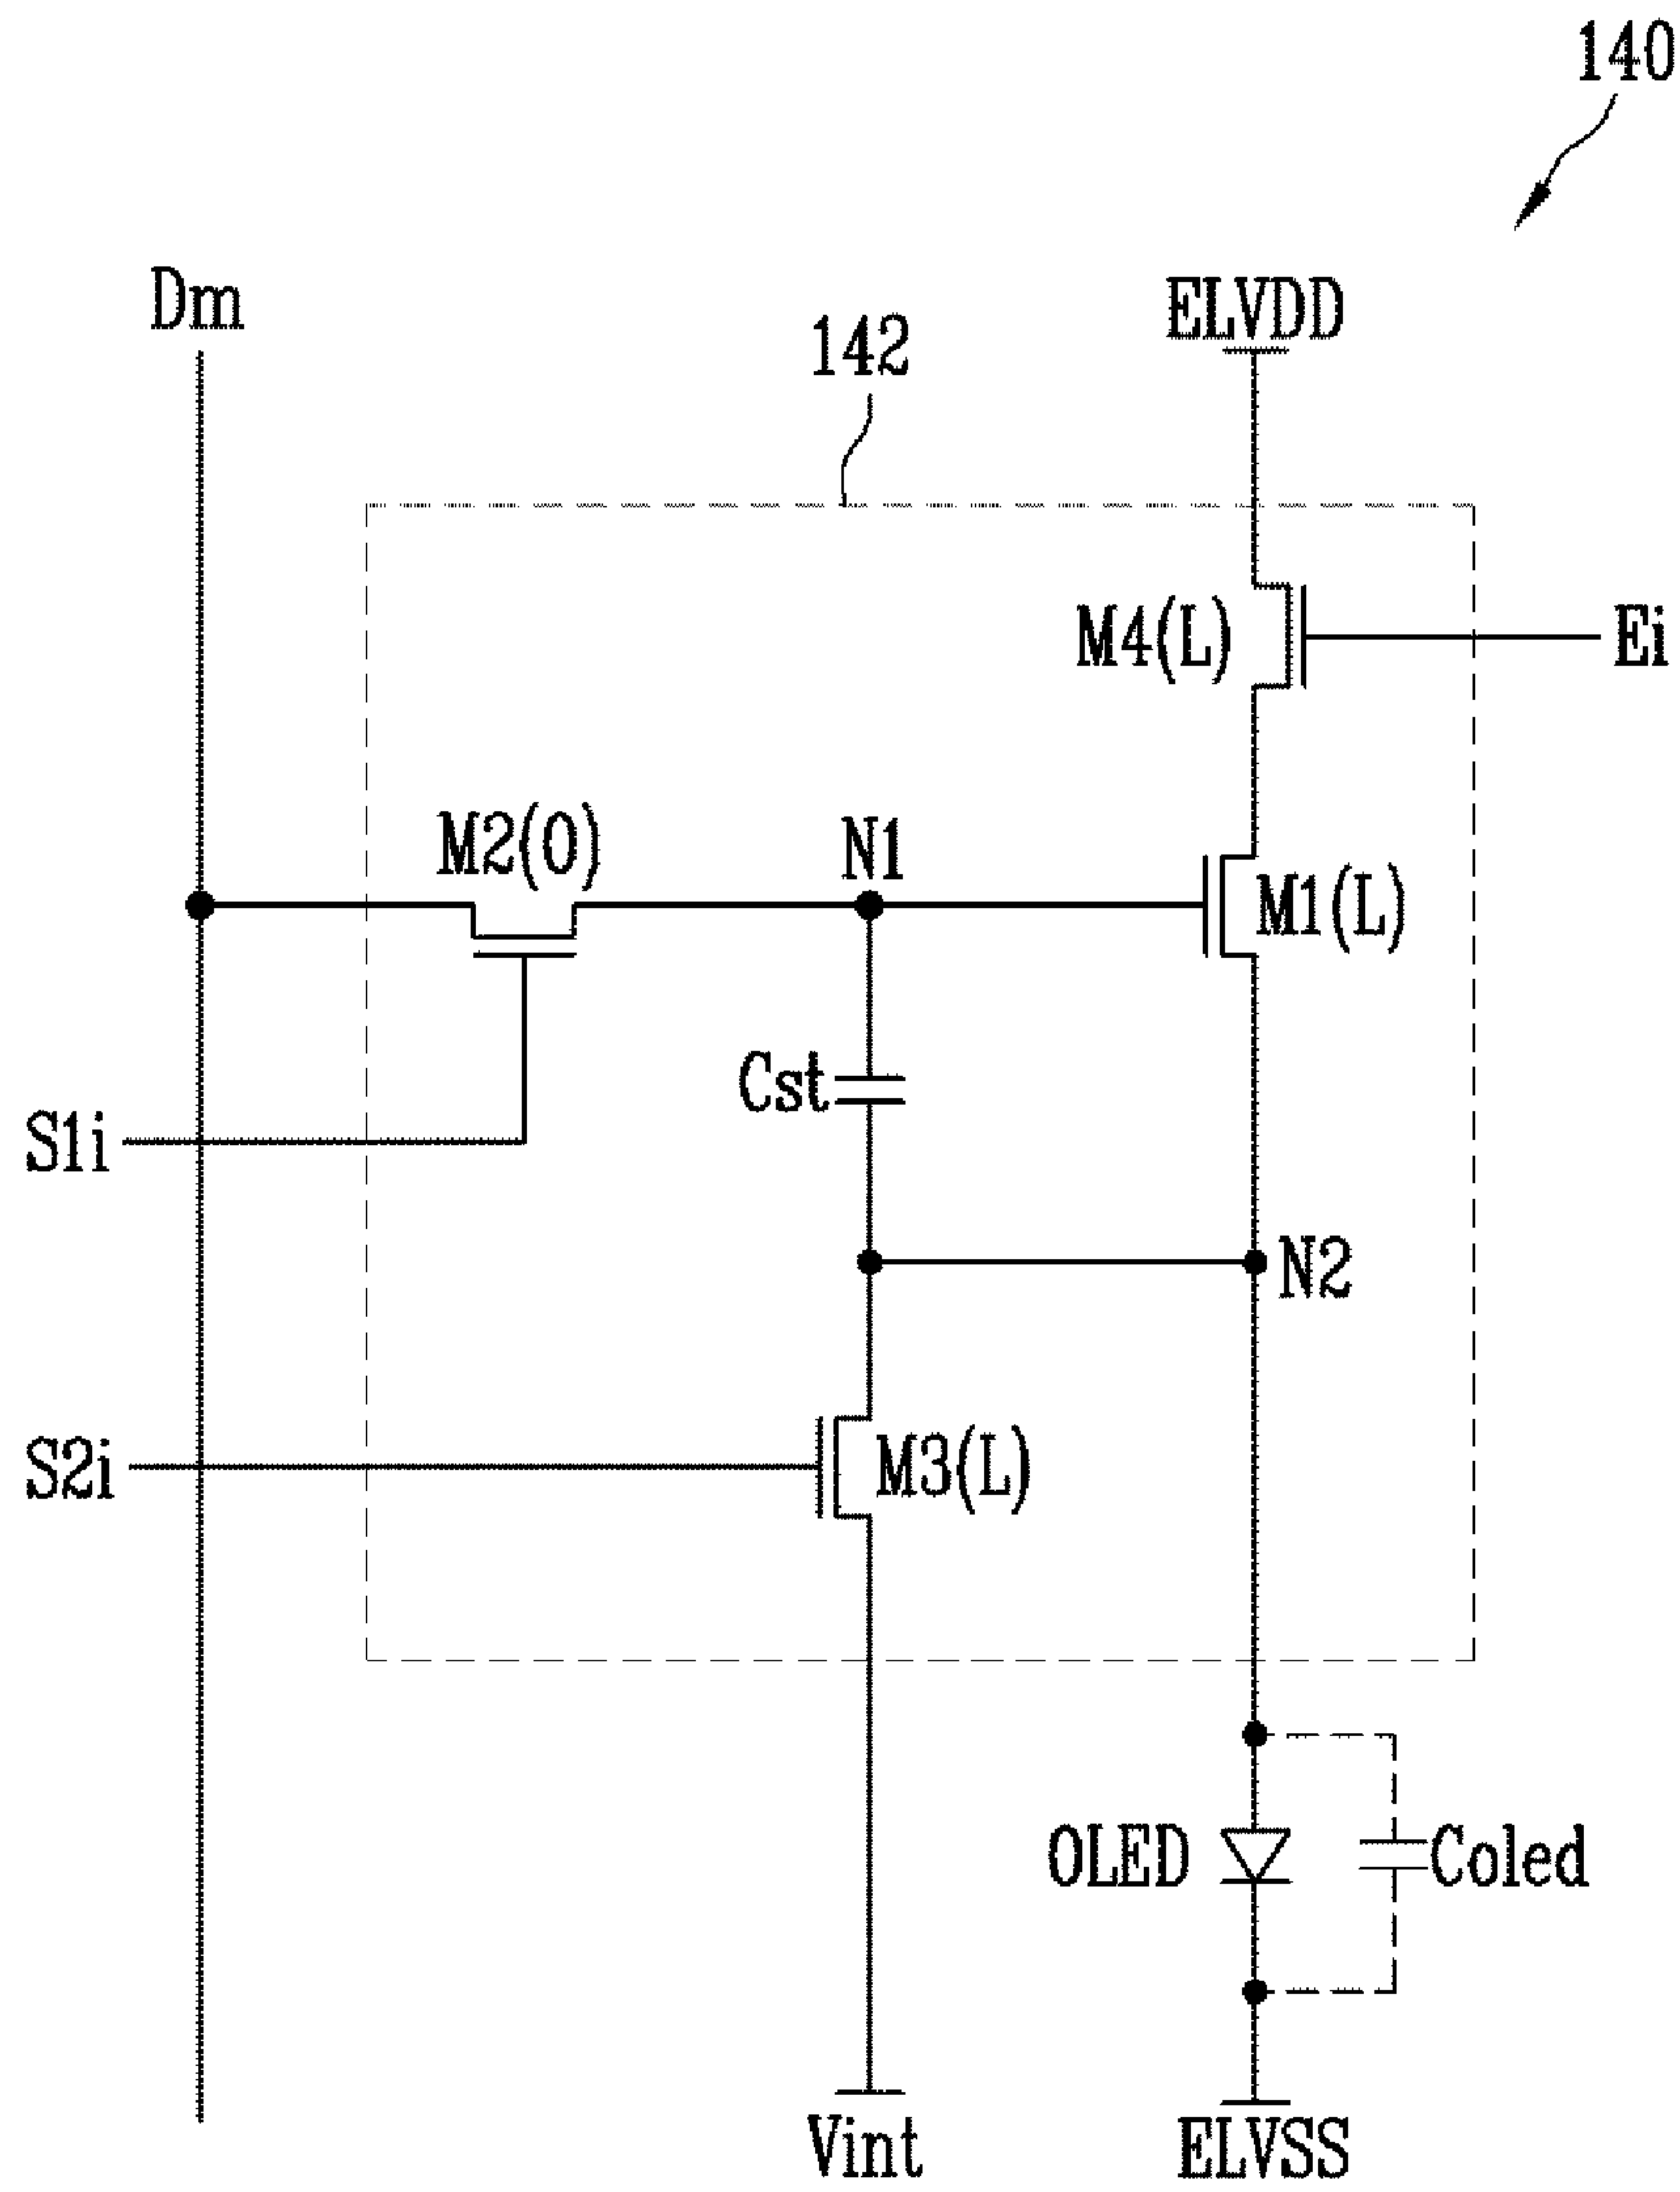 140
Dm
ELVDD
142
M4(L)
Ei
M2(O)
N1
M1(L)
Cst
S1i
N2
S2i
M3(L)
OLED
Coled
Vint
ELVSS